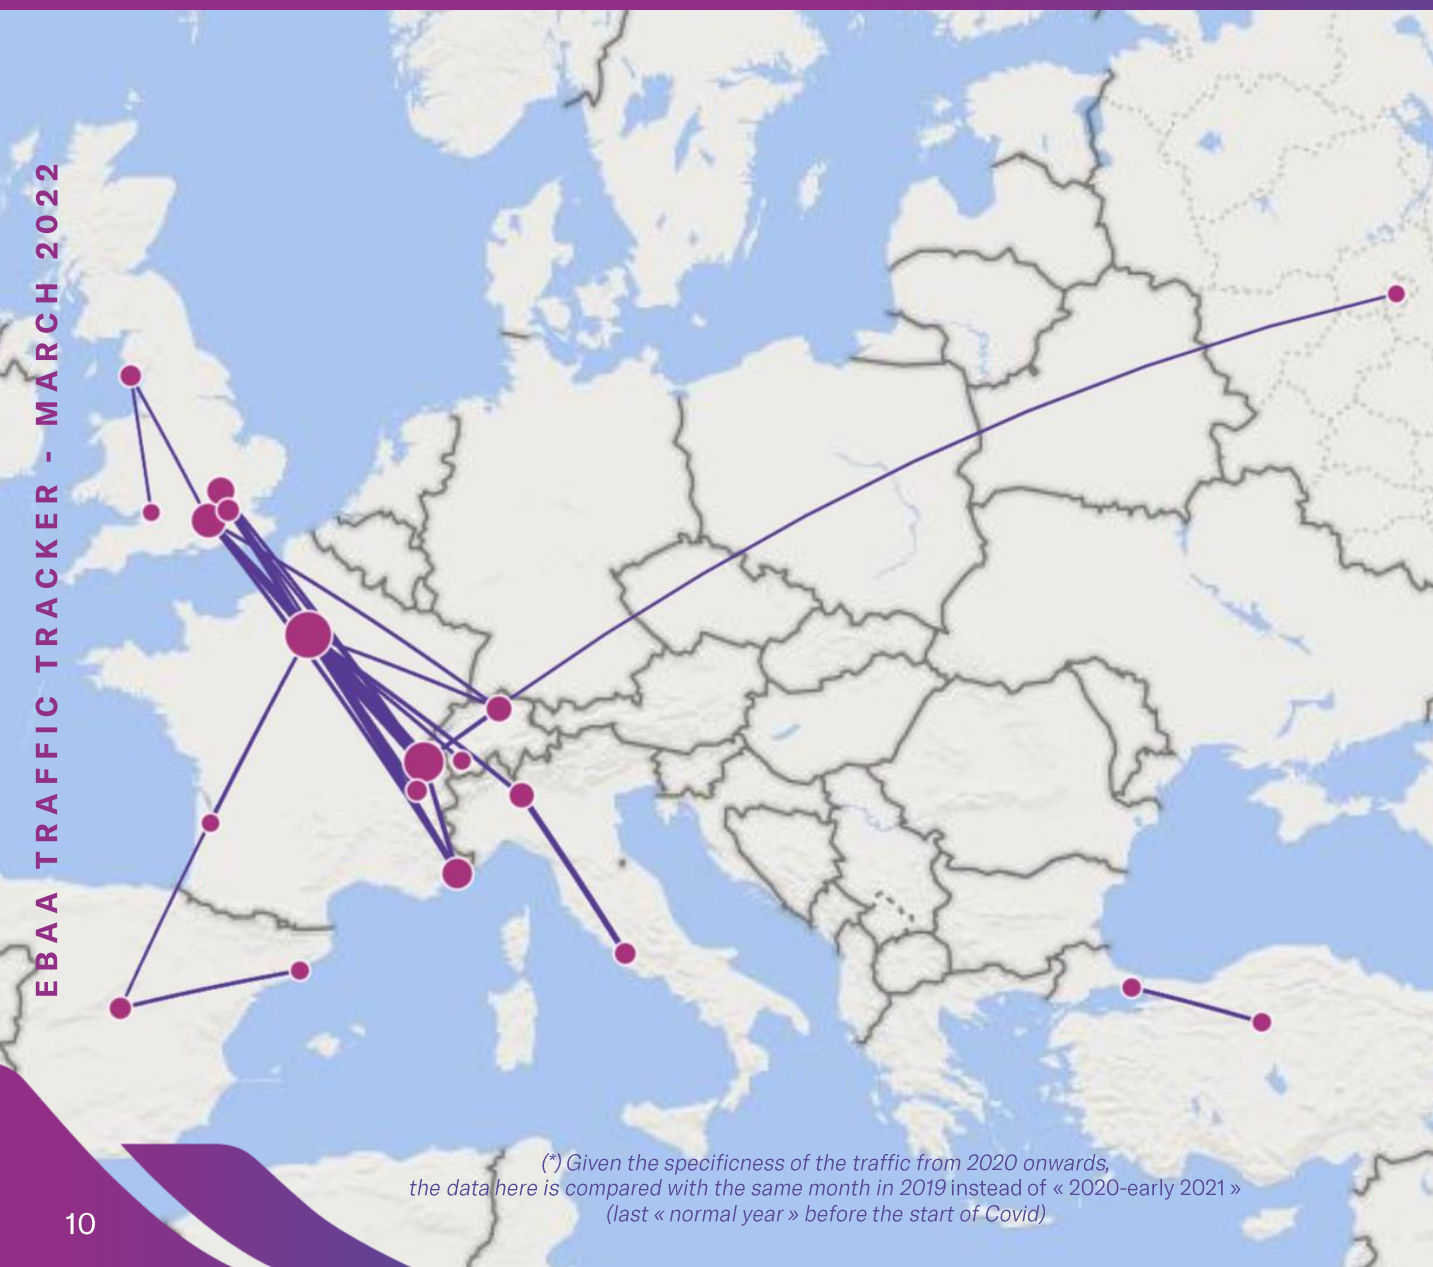 EBAA TRAFFIC TRACKER - MARCH 2022
(*) Given the specificness of the traffic from 2020 onwards,
the data here is compared with the same month in 2019 instead of « 2020-early 2021 »
(last « normal year » before the start of Covid)
10